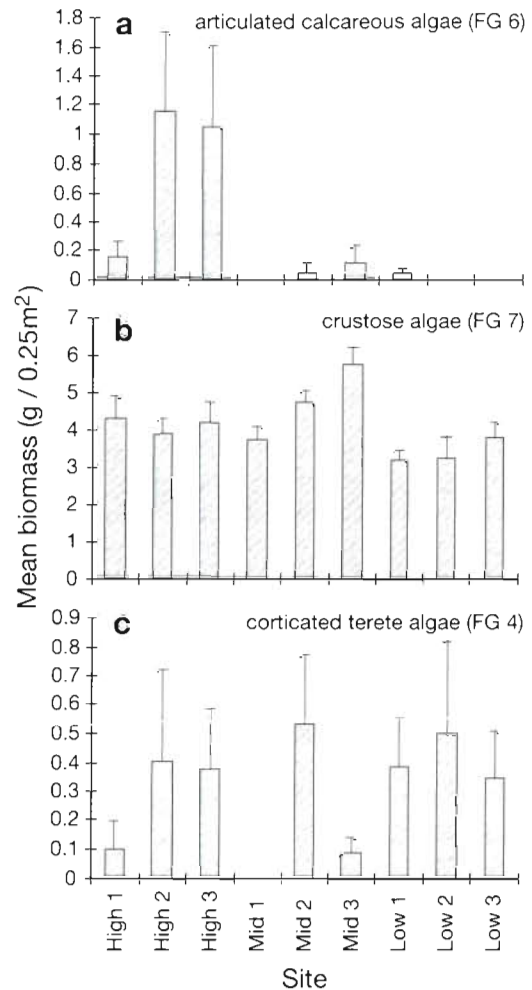 a articulated calcareous algae (FG 6)
1.8
1.6
1.4
1.2
1
0.8
0.6
0.4
0.2
0
b crustose algae (FG 7)
7
6
5
4
3
2
1
0
c corticated terete algae (FG 4)
0.9
0.8
0.7
0.6
0.5
0.4
0.3
0.2
0.1
0
Mean biomass (g / 0.25m²)
High 1
High 2
High 3
Mid 1
Mid 2
Mid 3
Low 1
Low 2
Low 3
Site